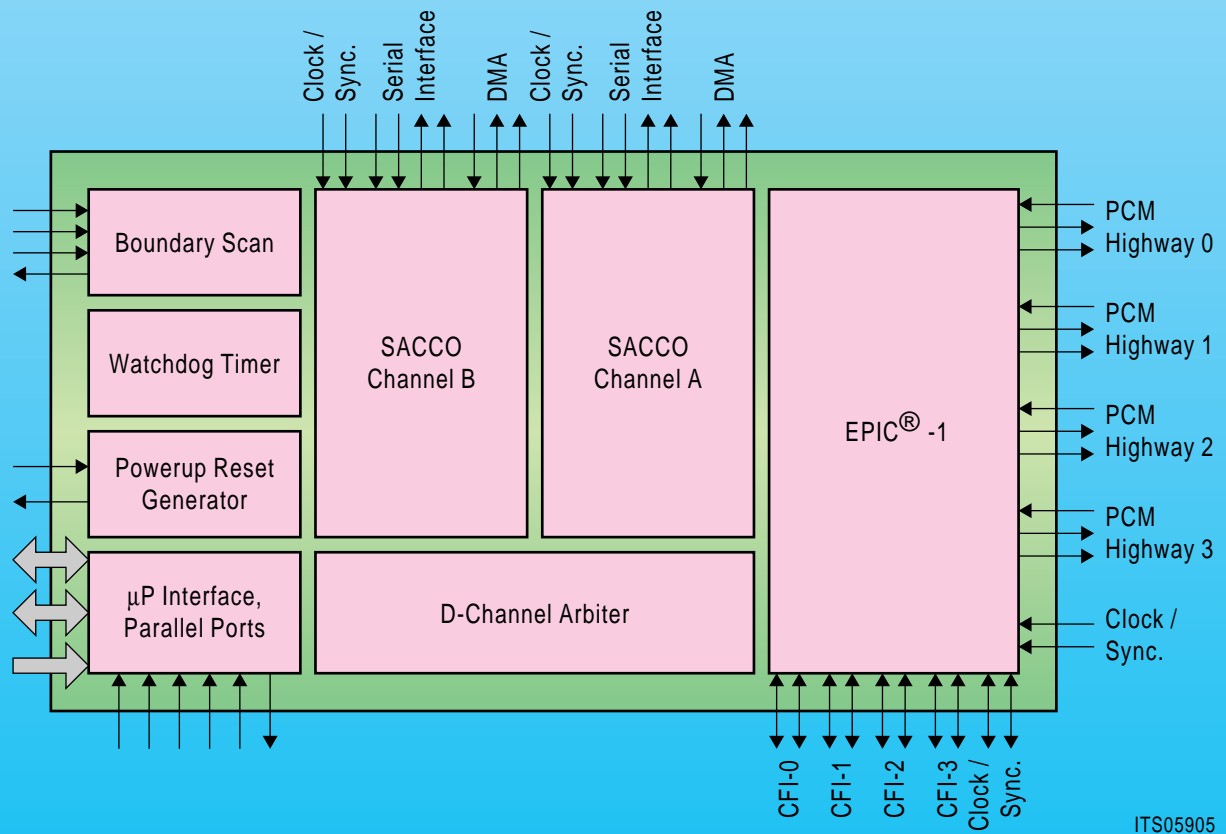 Clock /
Sync.
Serial
Interface
DMA
Clock /
Sync.
Serial
Interface
DMA
Boundary Scan
Watchdog Timer
Powerup Reset
Generator
µP Interface,
Parallel Ports
SACCO
Channel B
SACCO
Channel A
D-Channel Arbiter
EPIC® -1
PCM
Highway 0
PCM
Highway 1
PCM
Highway 2
PCM
Highway 3
Clock /
Sync.
CFI-0
CFI-1
CFI-2
CFI-3
Clock /
Sync.
ITS05905